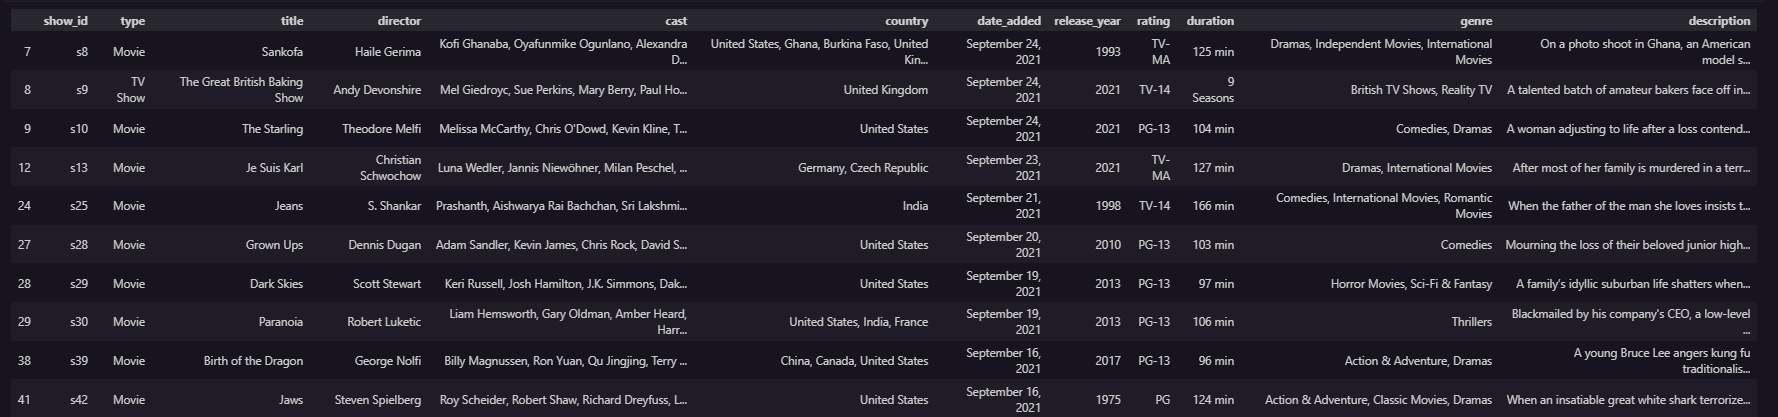 show_id type title director cast country date_added release_year rating duration genre description
7 s8 Movie Sankofa Haile Gerima Kofi Ghanaba, Oyafunmike Ogunlano, Alexandra D... United States, Ghana, Burkina Faso, United Kin... September 24, 2021 1993 TV-MA 125 min Dramas, Independent Movies, International Movies On a photo shoot in Ghana, an American model s...
8 s9 TV Show The Great British Baking Show Andy Devonshire Mel Giedroyc, Sue Perkins, Mary Berry, Paul Ho... United Kingdom September 24, 2021 2021 TV-14 9 Seasons British TV Shows, Reality TV A talented batch of amateur bakers face off in...
9 s10 Movie The Starling Theodore Melfi Melissa McCarthy, Chris O'Dowd, Kevin Kline, T... United States September 24, 2021 2021 PG-13 104 min Comedies, Dramas A woman adjusting to life after a loss contend...
12 s13 Movie Je Suis Karl Christian Schwochow Luna Wedler, Jannis Niewöhner, Milan Peschel, ... Germany, Czech Republic September 23, 2021 2021 TV-MA 127 min Dramas, International Movies After most of her family is murdered in a terr...
24 s25 Movie Jeans S. Shankar Prashanth, Aishwarya Rai Bachchan, Sri Lakshmi... India September 21, 2021 1998 TV-14 166 min Comedies, International Movies, Romantic Movies When the father of the man she loves insists t...
27 s28 Movie Grown Ups Dennis Dugan Adam Sandler, Kevin James, Chris Rock, David S... United States September 20, 2021 2010 PG-13 103 min Comedies Mourning the loss of their beloved junior high...
28 s29 Movie Dark Skies Scott Stewart Keri Russell, Josh Hamilton, J.K. Simmons, Dak... United States September 19, 2021 2013 PG-13 97 min Horror Movies, Sci-Fi & Fantasy A family's idyllic suburban life shatters when...
29 s30 Movie Paranoia Robert Luketic Liam Hemsworth, Gary Oldman, Amber Heard, Harr... United States, India, France September 19, 2021 2013 PG-13 106 min Thrillers Blackmailed by his company's CEO, a low-level ...
38 s39 Movie Birth of the Dragon George Nolfi Billy Magnussen, Ron Yuan, Qu Jingjing, Terry ... China, Canada, United States September 16, 2021 2017 PG-13 96 min Action & Adventure, Dramas A young Bruce Lee angers kung fu traditionalis...
41 s42 Movie Jaws Steven Spielberg Roy Scheider, Robert Shaw, Richard Dreyfuss, L... United States September 16, 2021 1975 PG 124 min Action & Adventure, Classic Movies, Dramas When an insatiable great white shark terrorize...